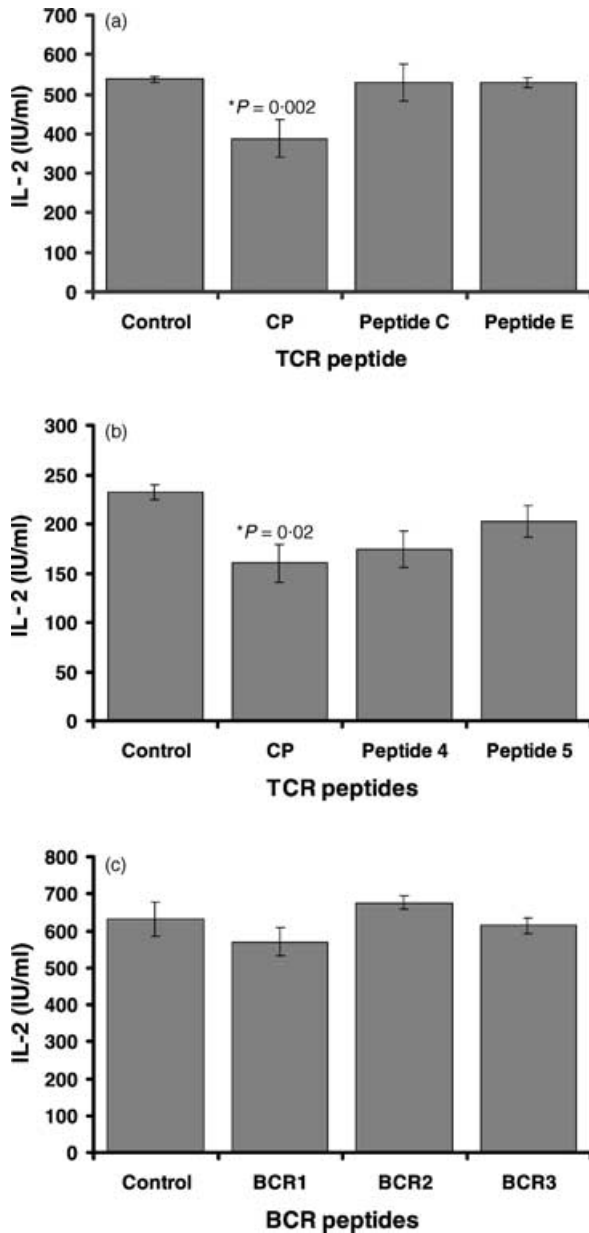 (a)
700
600
500
400
300
200
100
0
IL-2 (IU/ml)
*P = 0·002
Control CP Peptide C Peptide E
TCR peptide
(b)
300
250
200
150
100
50
0
IL-2 (IU/ml)
*P = 0·02
Control CP Peptide 4 Peptide 5
TCR peptides
(c)
800
700
600
500
400
300
200
100
0
IL-2 (IU/ml)
Control BCR1 BCR2 BCR3
BCR peptides